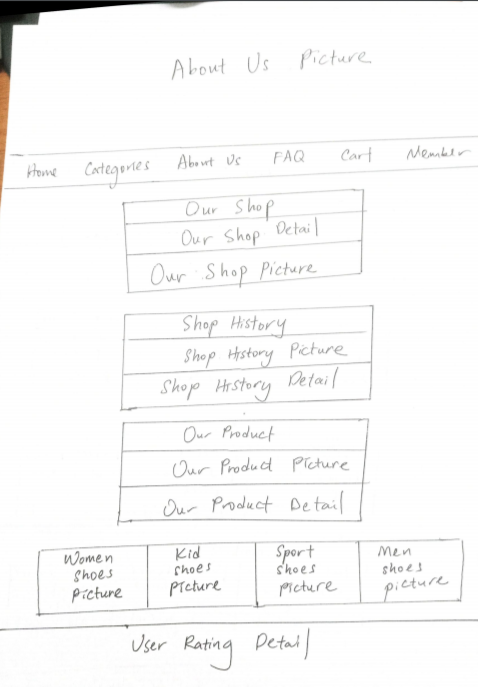 About Us Picture
Home Categories About Us FAQ Cart Member
Our Shop
Our Shop Detail
Our Shop Picture
Shop History
Shop History Picture
Shop History Detail
Our Product
Our Product Picture
Our Product Detail
Women
shoes
Picture
Kid
shoes
Picture
Sport
shoes
picture
Men
shoes
picture
User Rating Detail